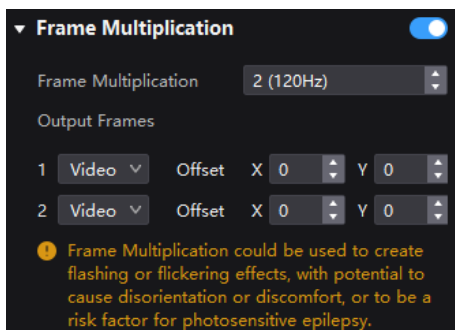 Frame Multiplication
Frame Multiplication 2 (120Hz)
Output Frames
1 Video Offset X 0 Y 0
2 Video Offset X 0 Y 0
Frame Multiplication could be used to create
flashing or flickering effects, with potential to
cause disorientation or discomfort, or to be a
risk factor for photosensitive epilepsy.